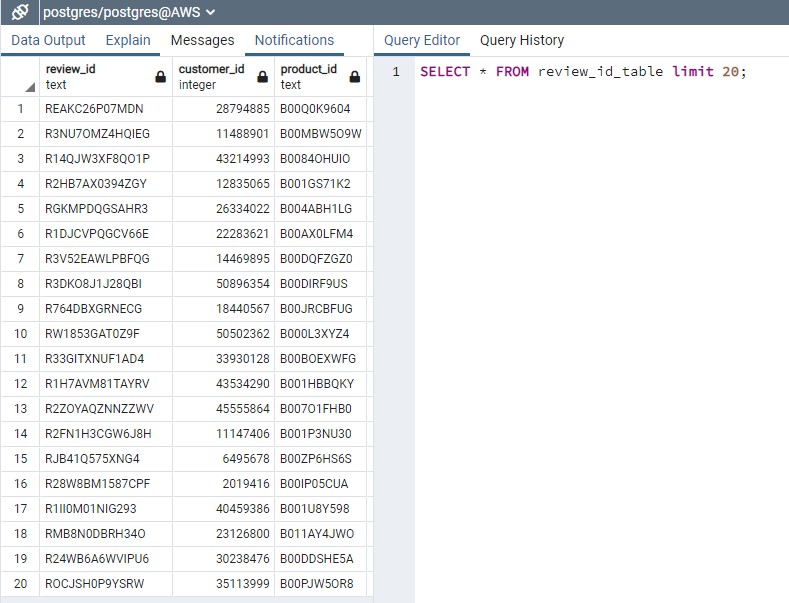 postgres/postgres@AWS
Data Output Explain Messages Notifications Query Editor Query History
review_id customer_id product_id
text integer text
1 REAKC26P07MDN 28794885 B00Q0K9604
2 R3NU7OMZ4HQIEG 11488901 B00MBW5O9W
3 R14QJW3XF8QO1P 43214993 B0084OHUIO
4 R2HB7AX0394ZGY 12835065 B001GS71K2
5 RGKMPDQGSAHR3 26334022 B004ABH1LG
6 R1DJCVPQGCV66E 22283621 B00AX0LFM4
7 R3V52EAWLPBFQG 14469895 B00DQFZGZ0
8 R3DKO8J1J28QBI 50896354 B00DIRF9US
9 R764DBXGRNECG 18440567 B00JRCBFUG
10 RW1853GAT0Z9F 50502362 B000L3XYZ4
11 R33GITXNUF1AD4 33930128 B00BOEXWFG
12 R1H7AVM81TAYRV 43534290 B001HBBQKY
13 R2ZOYAQZNNZZWV 45555864 B007O1FHB0
14 R2FN1H3CGW6J8H 11147406 B001P3NU30
15 RJB41Q575XNG4 6495678 B00ZP6HS6S
16 R28W8BM1587CPF 2019416 B00IP05CUA
17 R1II0M01NIG293 40459386 B001U8Y598
18 RMB8N0DBRH34O 23126800 B011AY4JWO
19 R24WB6A6WVIPU6 30238476 B00DDSHE5A
20 ROCJSH0P9YSRW 35113999 B00PJW5OR8
1 SELECT * FROM review_id_table limit 20;